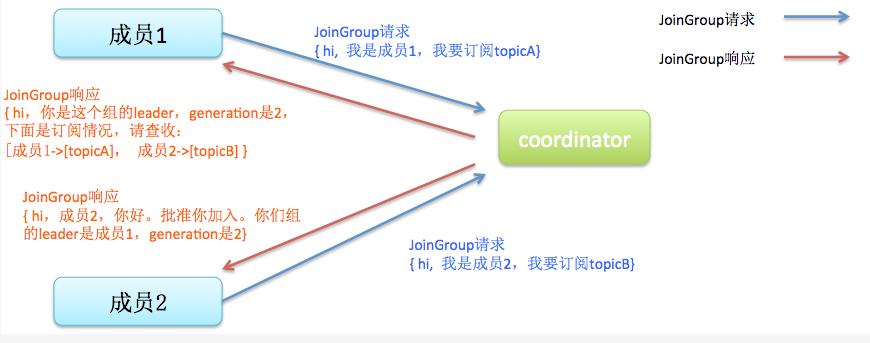 成员1
JoinGroup请求
{ hi, 我是成员1，我要订阅topicA}
JoinGroup请求
JoinGroup响应
JoinGroup响应
{ hi，你是这个组的leader，generation是2，
下面是订阅情况，请查收：
[成员1->[topicA]， 成员2->[topicB] }
coordinator
JoinGroup响应
{ hi，成员2，你好。批准你加入。你们组
的leader是成员1，generation是2}
JoinGroup请求
{ hi, 我是成员2，我要订阅topicB}
成员2